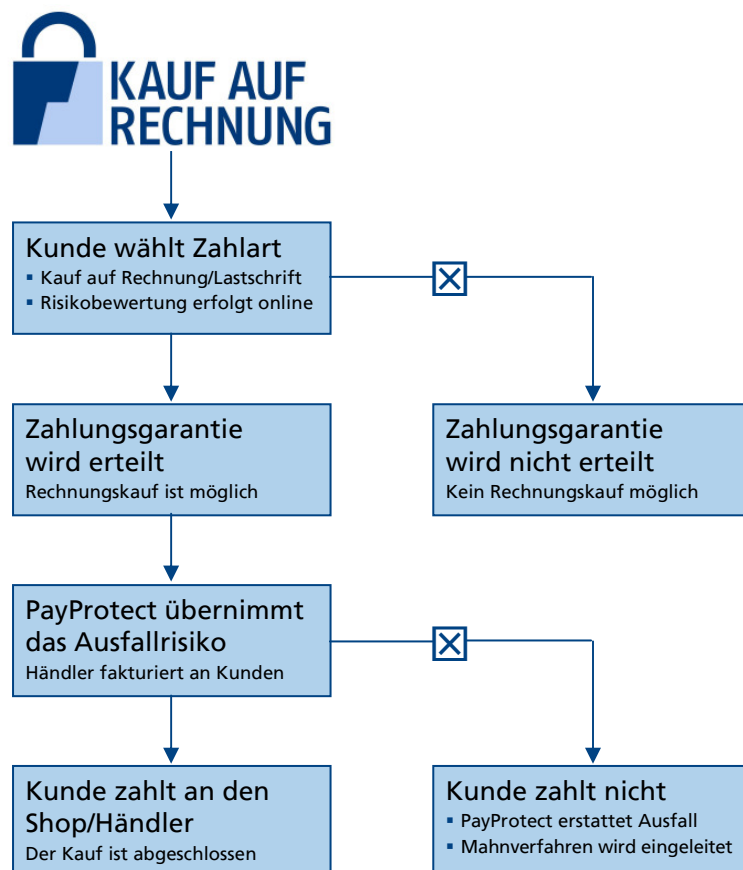 KAUF AUF
RECHNUNG
Kunde wählt Zahlart
▪ Kauf auf Rechnung/Lastschrift
▪ Risikobewertung erfolgt online
Zahlungsgarantie
wird erteilt
Rechnungskauf ist möglich
Zahlungsgarantie
wird nicht erteilt
Kein Rechnungskauf möglich
PayProtect übernimmt
das Ausfallrisiko
Händler fakturiert an Kunden
Kunde zahlt an den
Shop/Händler
Der Kauf ist abgeschlossen
Kunde zahlt nicht
▪ PayProtect erstattet Ausfall
▪ Mahnverfahren wird eingeleitet